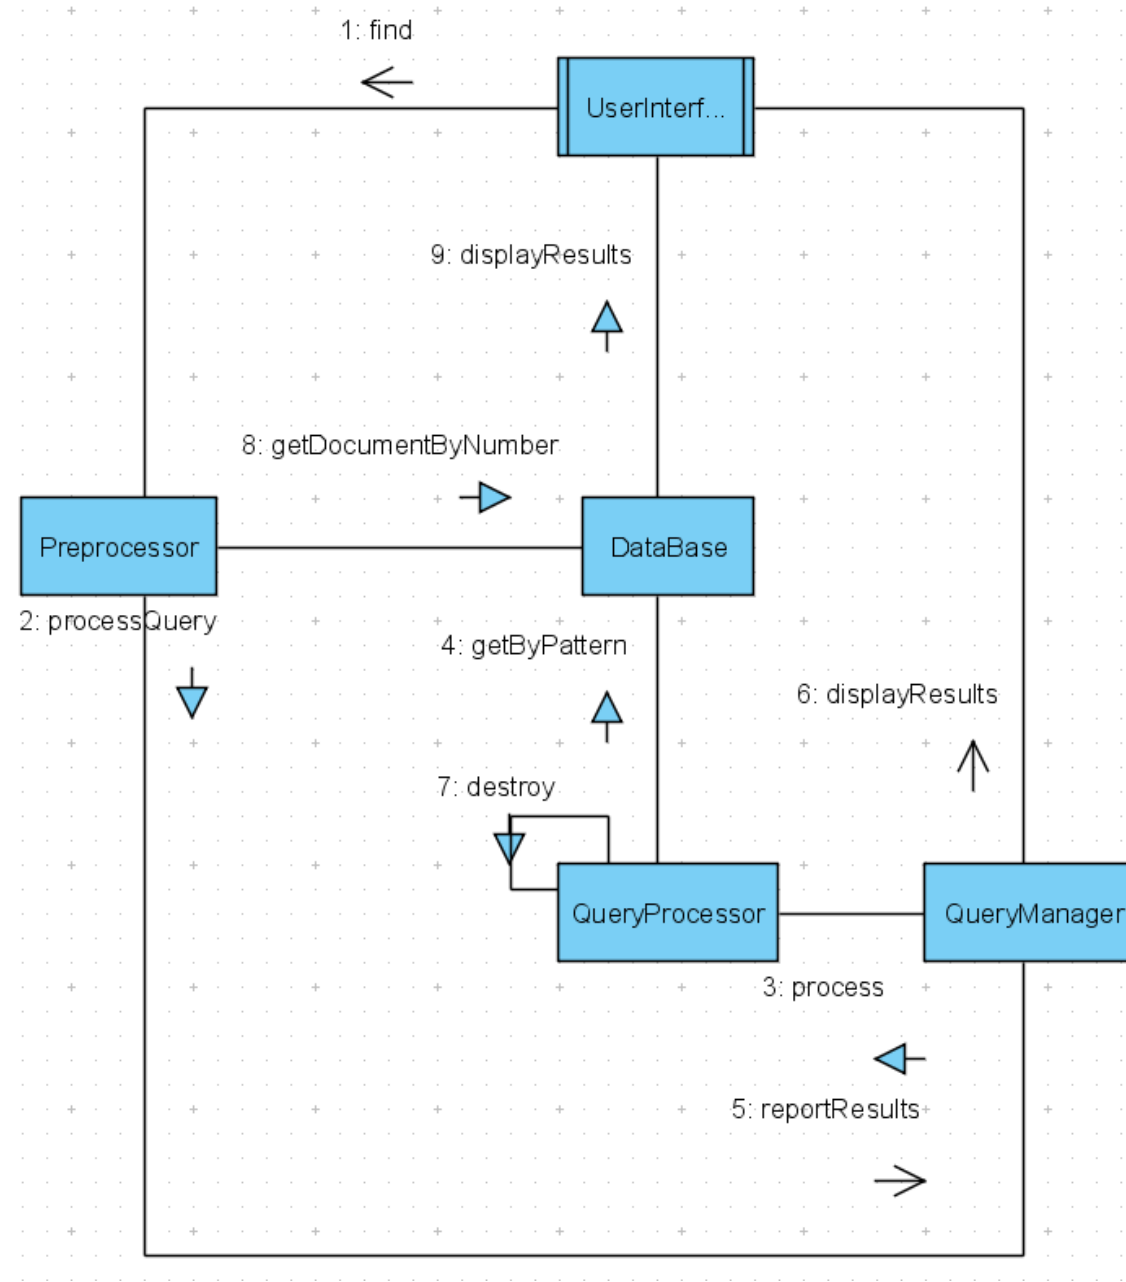 1: find
UserInterf...
9: displayResults
8: getDocumentByNumber
Preprocessor
DataBase
2: processQuery
4: getByPattern
6: displayResults
7: destroy
QueryProcessor
QueryManager
3: process
5: reportResults